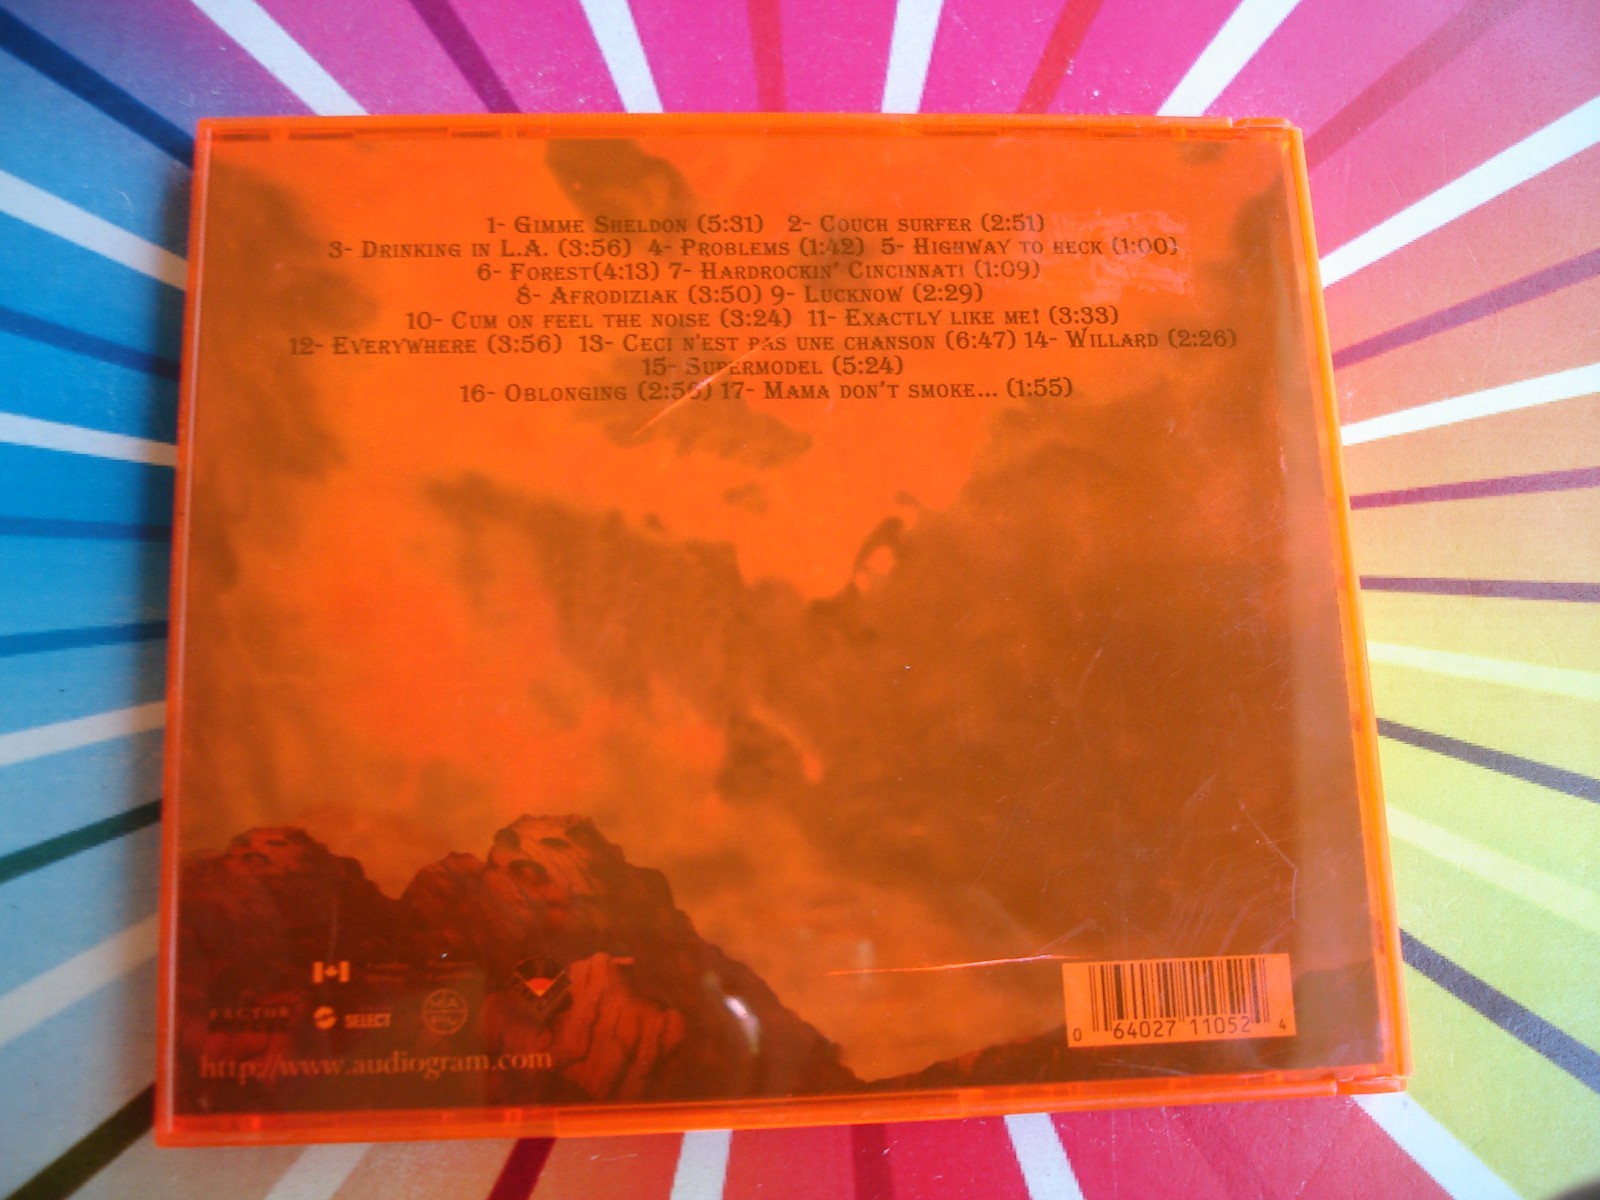 1- Gimme Sheldon (5:31) 2- Couch surfer (2:51)
3- Drinking in L.A. (3:56) 4- Problems (1:42) 5- Highway to heck (1:00)
6- Forest(4:13) 7- Hardrockin' Cincinnati (1:09)
8- Afrodiziak (3:50) 9- Lucknow (2:29)
10- Cum on feel the noise (3:24) 11- Exactly like me! (3:33)
12- Everywhere (3:56) 13- Ceci n'est pas une chanson (6:47) 14- Willard (2:26)
15- Supermodel (5:24)
16- Oblonging (2:56) 17- Mama don't smoke... (1:55)
FACTOR
SELECT
http://www.audiogram.com
0 64027 11052 4